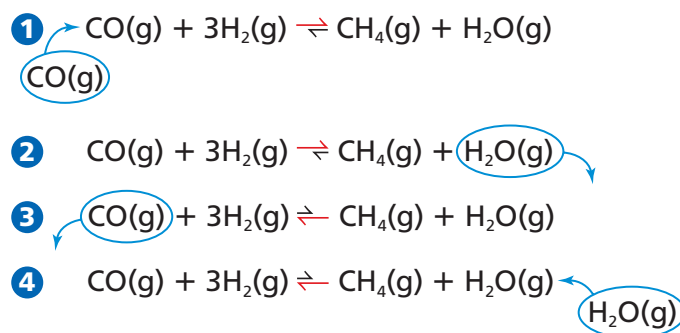 1 CO(g) + 3H₂(g) ⇌ CH₄(g) + H₂O(g)
CO(g)
2 CO(g) + 3H₂(g) ⇌ CH₄(g) + H₂O(g)
3 CO(g) + 3H₂(g) ⇌ CH₄(g) + H₂O(g)
4 CO(g) + 3H₂(g) ⇌ CH₄(g) + H₂O(g)
H₂O(g)